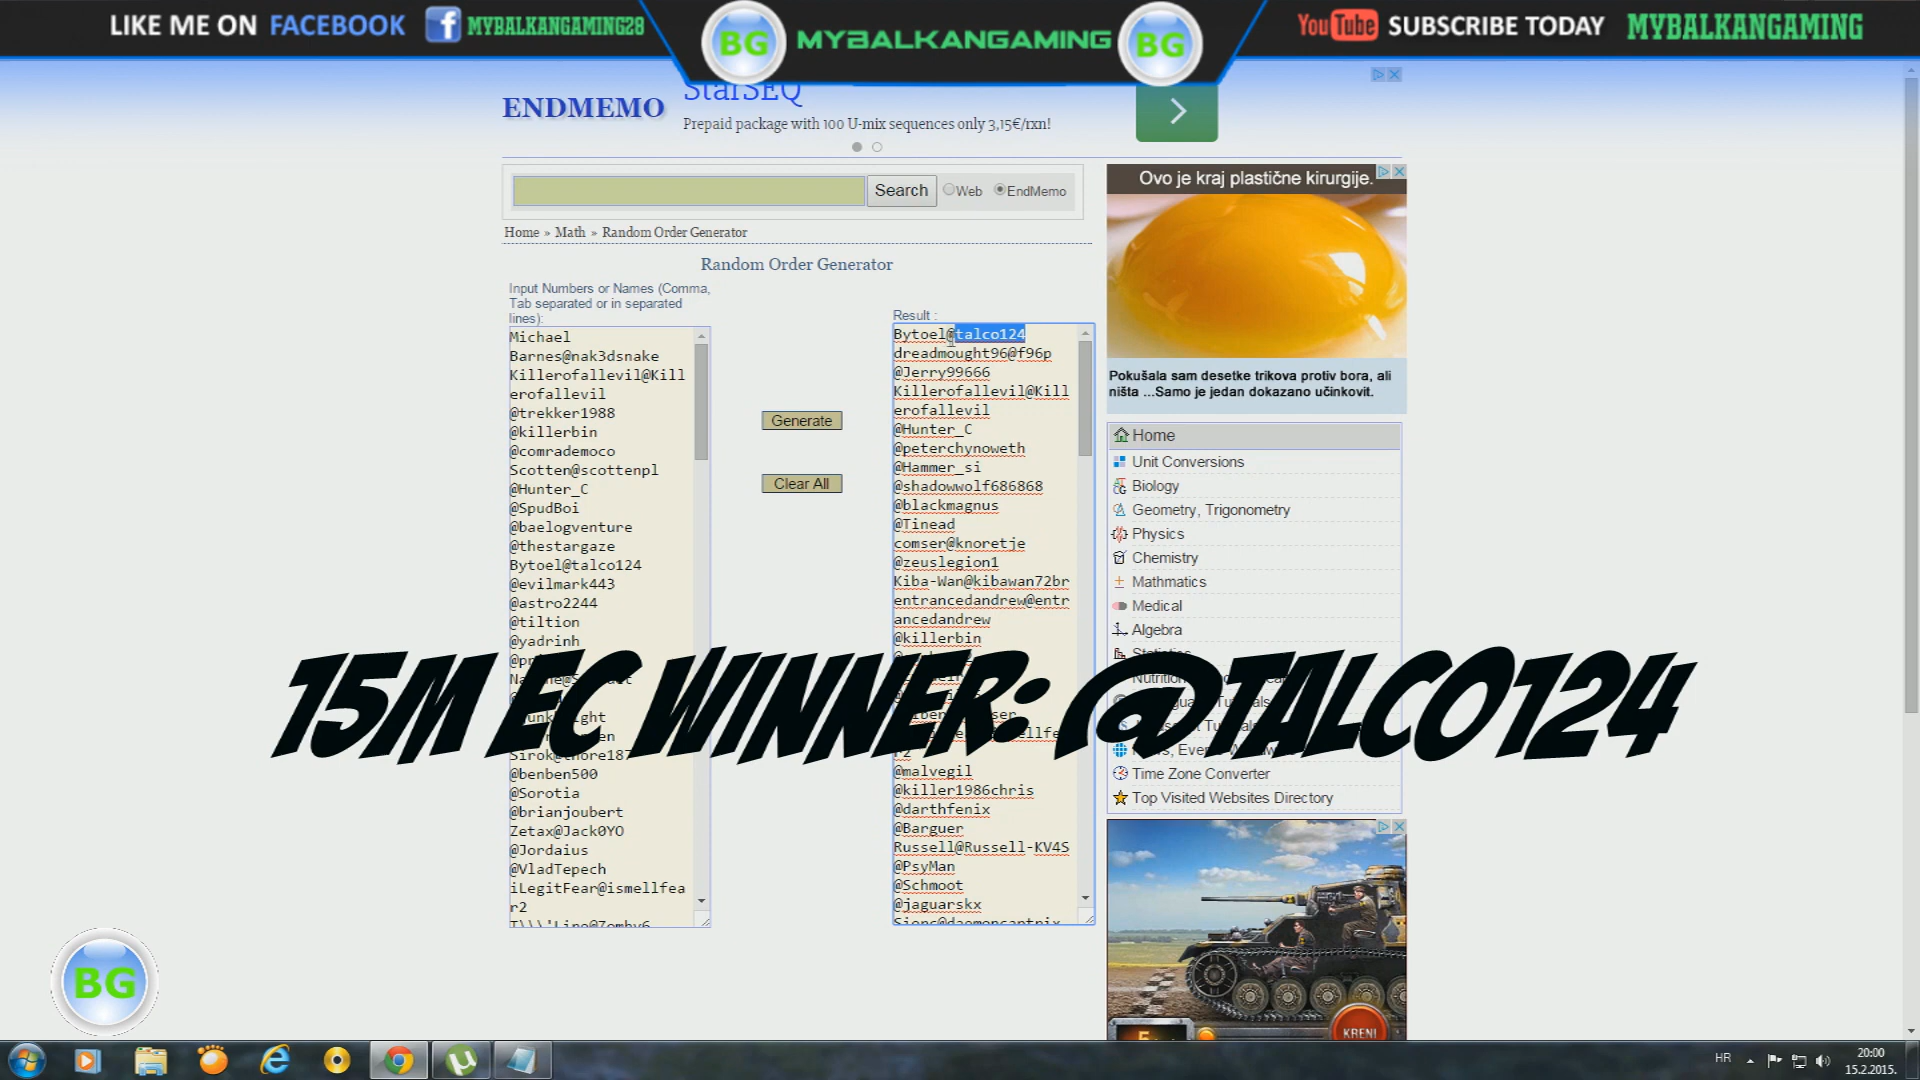 LIKE ME ON FACEBOOK f MYBALKANGAMING28
BG MYBALKANGAMING BG
YouTube SUBSCRIBE TODAY MYBALKANGAMING
ENDMEMO
StarSEQ
Prepaid package with 100 U-mix sequences only 3,15€/rxn!
Search Web EndMemo
Home » Math » Random Order Generator
Random Order Generator
Input Numbers or Names (Comma,
Tab separated or in separated
lines):
Michael
Barnes@nak3dsnake
Killerofallevil@Kill
erofallevil
@trekker1988
@killerbin
@comrademoco
Scotten@scottenpl
@Hunter_C
@SpudBoi
@baelogventure
@thestargaze
Bytoel@talco124
@evilmark443
@astro2244
@tiltion
@yadrinh
@benben500
@Sorotia
@brianjoubert
Zetax@Jack0YO
@Jordaius
@VladTepech
iLegitFear@ismellfea
r2
Generate
Clear All
Result :
Bytoel@talco124
dreadmought96@f96p
@Jerry99666
Killerofallevil@Kill
erofallevil
@Hunter_C
@peterchynoweth
@Hammer_si
@shadowwolf686868
@blackmagnus
@Tinead
comser@knoretje
@zeuslegion1
Kiba-Wan@kibawan72br
entrancedandrew@entr
ancedandrew
@killerbin
@malvegil
@killer1986chris
@darthfenix
@Barguer
Russell@Russell-KV4S
@PsyMan
@Schmoot
@jaguarskx
15M EC WINNER: @TALCO124
Ovo je kraj plastične kirurgije.
Pokušala sam desetke trikova protiv bora, ali
ništa ...Samo je jedan dokazano učinkovit.
Home
Unit Conversions
Biology
Geometry, Trigonometry
Physics
Chemistry
Mathmatics
Medical
Algebra
Time Zone Converter
Top Visited Websites Directory
KRENI
BG
HR
20:00
15.2.2015.